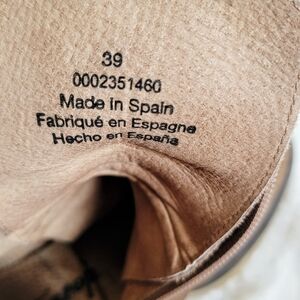 39
0002351460
Made in Spain
Fabriqué en Espagne
Hecho en España